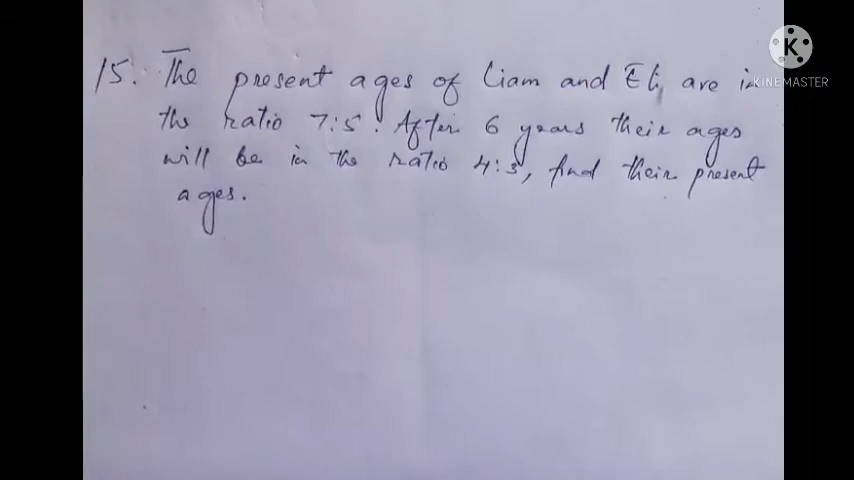 15. The present ages of Liam and Eli are in
the ratio 7:5. After 6 years their ages
will be in the ratio 4:3, find their present
ages.
K
KINEMASTER